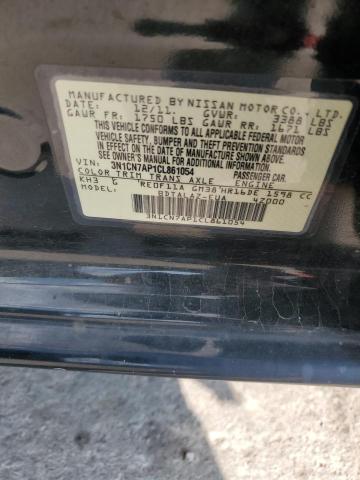 MANUFACTURED BY NISSAN MOTOR CO., LTD.
DATE: 12/11 GVWR: 3388 LBS
GAWR FR: 1750 LBS GAWR RR: 1671 LBS
THIS VEHICLE CONFORMS TO ALL APPLICABLE FEDERAL MOTOR
VEHICLE SAFETY, BUMPER AND THEFT PREVENTION STANDARDS
IN EFFECT ON THE DATE OF MANUFACTURE SHOWN ABOVE.
SEE OWNER'S MANUAL FOR ADDITIONAL INFORMATION.
VIN: 3N1CN7AP1CL861054 PASSENGER CAR
COLOR TRIM TRANS AXLE ENGINE
KH3 G RE0F11A GM38 HR16DE 1598 CC
BDTALAZ-EUA 42000
3N1CN7AP1CL861054